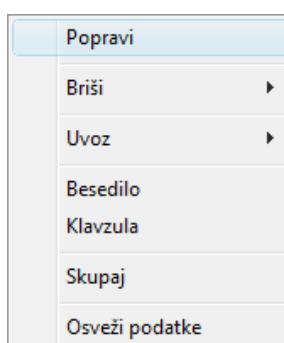 Popravi
Briši
Uvoz
Besedilo
Klavzula
Skupaj
Osveži podatke